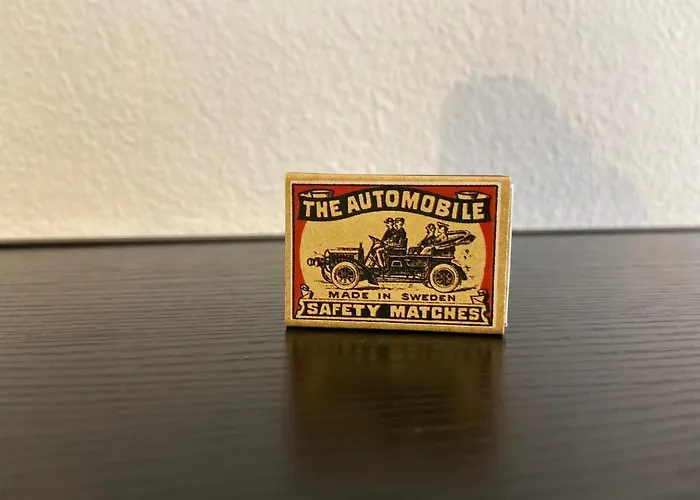 THE AUTOMOBILE
MADE IN SWEDEN
SAFETY MATCHES